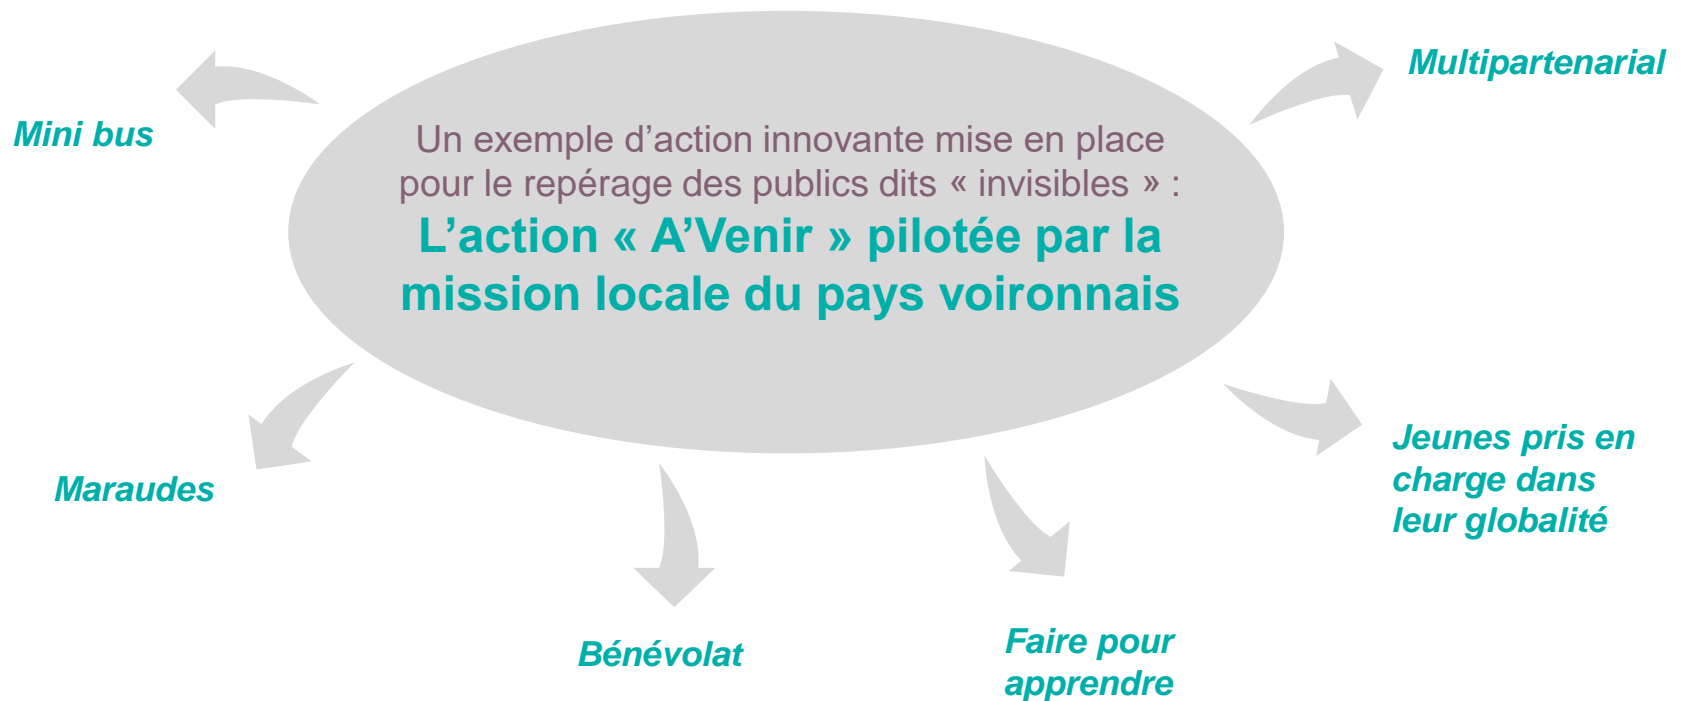 Un exemple d’action innovante mise en place
pour le repérage des publics dits « invisibles » :
L’action « A’Venir » pilotée par la
mission locale du pays voironnais
Mini bus
Multipartenarial
Maraudes
Jeunes pris en
charge dans
leur globalité
Bénévolat
Faire pour
apprendre